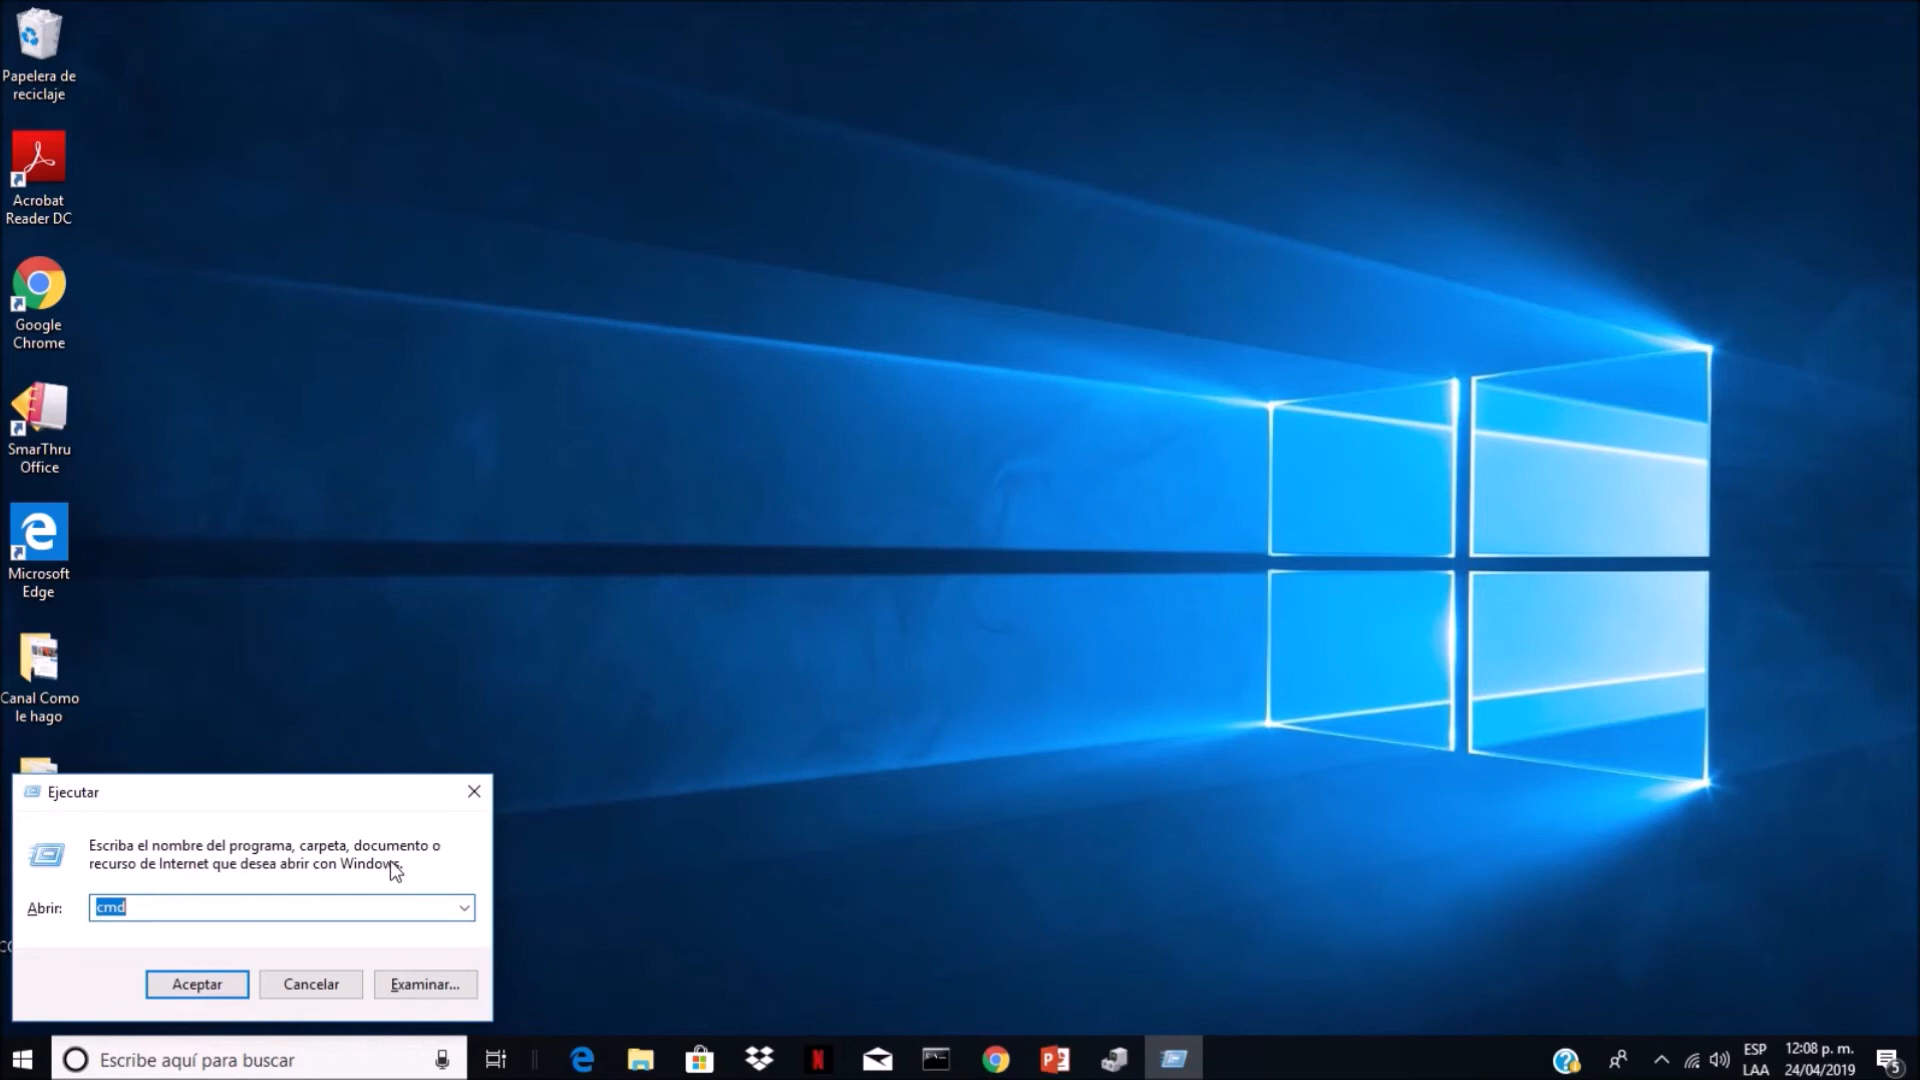 Papelera de
reciclaje
Acrobat
Reader DC
Google
Chrome
SmarThru
Office
Microsoft
Edge
Canal Como
le hago
Ejecutar
Escriba el nombre del programa, carpeta, documento o
recurso de Internet que desea abrir con Windows.
Abrir:
cmd
Aceptar
Cancelar
Examinar...
Escribe aquí para buscar
ESP
LAA
12:08 p. m.
24/04/2019
5